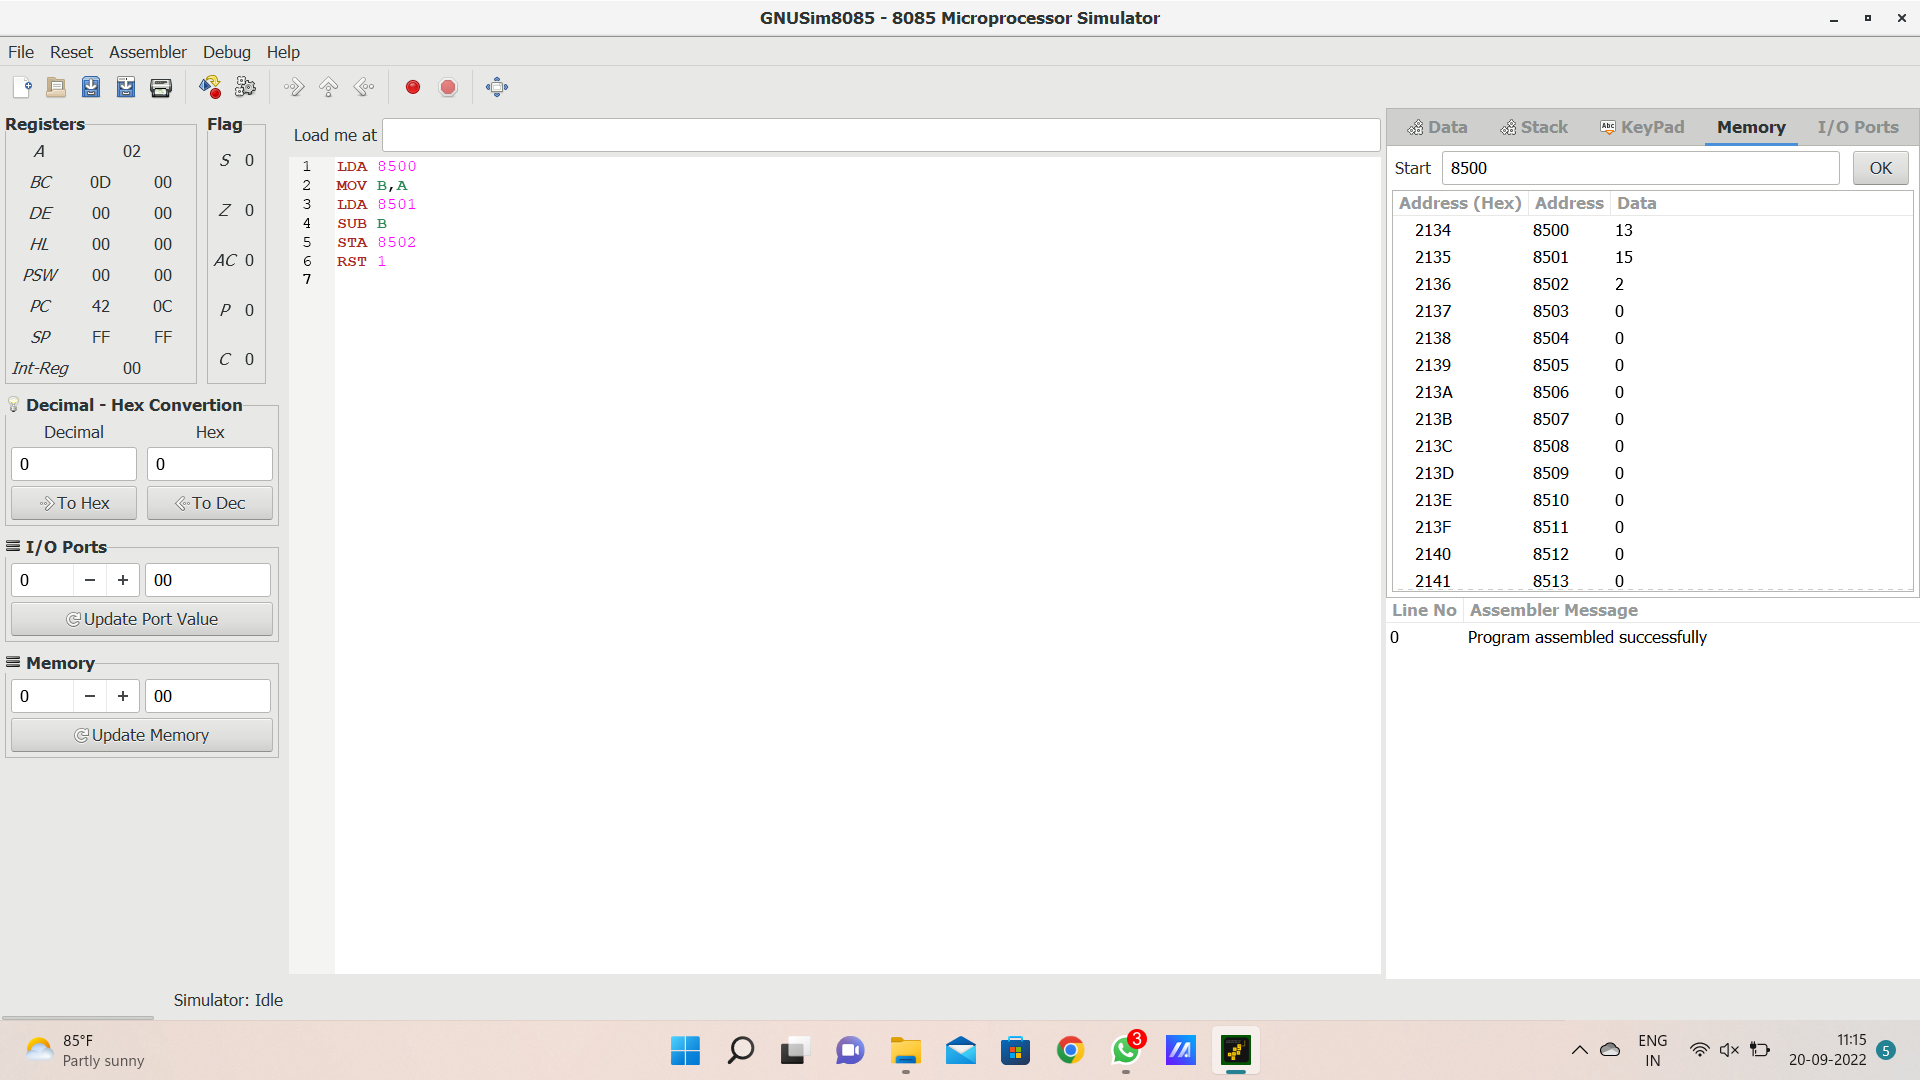 GNUSim8085 - 8085 Microprocessor Simulator
File Reset Assembler Debug Help
Registers
A 02
BC 0D 00
DE 00 00
HL 00 00
PSW 00 00
PC 42 0C
SP FF FF
Int-Reg 00
Flag
S 0
Z 0
AC 0
P 0
C 0
Decimal - Hex Convertion
Decimal Hex
0 0
To Hex To Dec
I/O Ports
0 − + 00
Update Port Value
Memory
0 − + 00
Update Memory
Load me at
1 LDA 8500
2 MOV B,A
3 LDA 8501
4 SUB B
5 STA 8502
6 RST 1
7
Data Stack Abc KeyPad Memory I/O Ports
Start 8500 OK
Address (Hex) Address Data
2134 8500 13
2135 8501 15
2136 8502 2
2137 8503 0
2138 8504 0
2139 8505 0
213A 8506 0
213B 8507 0
213C 8508 0
213D 8509 0
213E 8510 0
213F 8511 0
2140 8512 0
2141 8513 0
Line No Assembler Message
0 Program assembled successfully
Simulator: Idle
85°F
Partly sunny
3
ENG
IN
11:15
20-09-2022
5